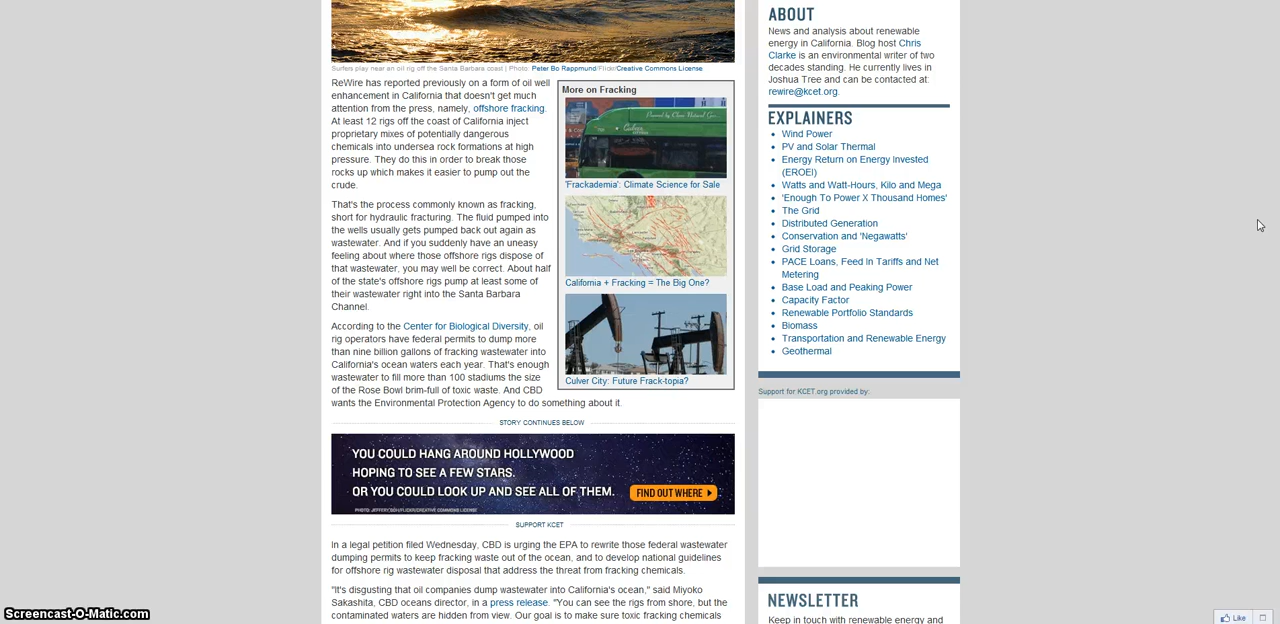 Surfers play near an oil rig off the Santa Barbara coast | Photo: Peter Bo Rappmund/Flickr/Creative Commons License
ReWire has reported previously on a form of oil well
enhancement in California that doesn't get much
attention from the press, namely, offshore fracking.
At least 12 rigs off the coast of California inject
proprietary mixes of potentially dangerous
chemicals into undersea rock formations at high
pressure. They do this in order to break those
rocks up which makes it easier to pump out the
crude.
That's the process commonly known as fracking,
short for hydraulic fracturing. The fluid pumped into
the wells usually gets pumped back out again as
wastewater. And if you suddenly have an uneasy
feeling about where those offshore rigs dispose of
that wastewater, you may well be correct. About half
of the state's offshore rigs pump at least some of
their wastewater right into the Santa Barbara
Channel.
According to the Center for Biological Diversity, oil
rig operators have federal permits to dump more
than nine billion gallons of fracking wastewater into
California's ocean waters each year. That's enough
wastewater to fill more than 100 stadiums the size
of the Rose Bowl brim-full of toxic waste. And CBD
wants the Environmental Protection Agency to do something about it.
More on Fracking
'Frackademia': Climate Science for Sale
California + Fracking = The Big One?
Culver City: Future Frack-topia?
STORY CONTINUES BELOW
YOU COULD HANG AROUND HOLLYWOOD
HOPING TO SEE A FEW STARS.
OR YOU COULD LOOK UP AND SEE ALL OF THEM.
FIND OUT WHERE
SUPPORT KCET
In a legal petition filed Wednesday, CBD is urging the EPA to rewrite those federal wastewater
dumping permits to keep fracking waste out of the ocean, and to develop national guidelines
for offshore rig wastewater disposal that address the threat from fracking chemicals.
"It's disgusting that oil companies dump wastewater into California's ocean," said Miyoko
Sakashita, CBD oceans director, in a press release. "You can see the rigs from shore, but the
contaminated waters are hidden from view. Our goal is to make sure toxic fracking chemicals
ABOUT
News and analysis about renewable
energy in California. Blog host Chris
Clarke is an environmental writer of two
decades standing. He currently lives in
Joshua Tree and can be contacted at:
rewire@kcet.org.
EXPLAINERS
Wind Power
PV and Solar Thermal
Energy Return on Energy Invested
(EROEI)
Watts and Watt-Hours, Kilo and Mega
'Enough To Power X Thousand Homes'
The Grid
Distributed Generation
Conservation and 'Negawatts'
Grid Storage
PACE Loans, Feed In Tariffs and Net
Metering
Base Load and Peaking Power
Capacity Factor
Renewable Portfolio Standards
Biomass
Transportation and Renewable Energy
Geothermal
Support for KCET.org provided by:
NEWSLETTER
Keep in touch with renewable energy and
Like
Screencast-O-Matic.com